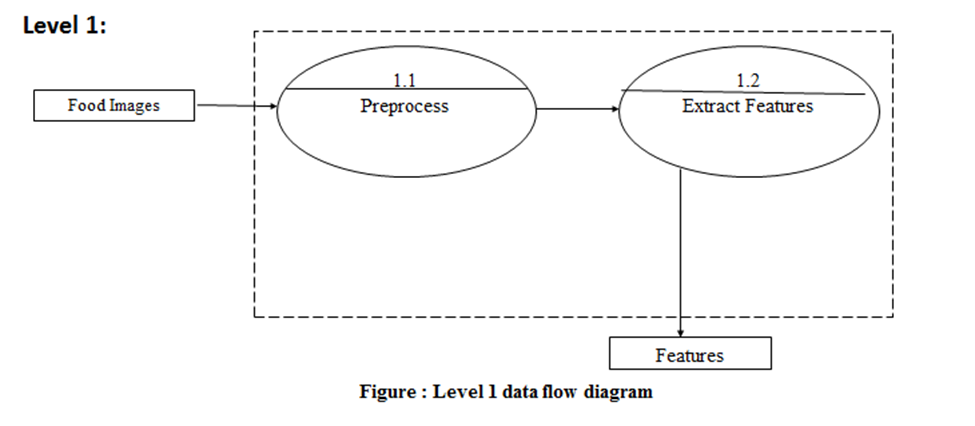 Level 1:
Food Images
1.1
Preprocess
1.2
Extract Features
Features
Figure : Level 1 data flow diagram